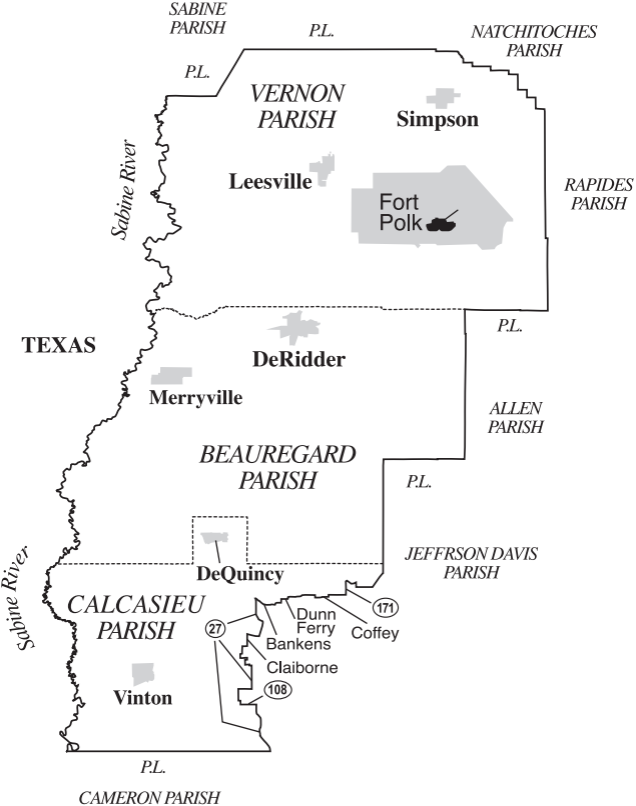 SABINE
PARISH
P.L.
NATCHITOCHES
PARISH
P.L.
VERNON
PARISH
Simpson
Sabine River
Leesville
RAPIDES
PARISH
Fort
Polk
P.L.
TEXAS
DeRidder
Merryville
ALLEN
PARISH
BEAUREGARD
PARISH
P.L.
Sabine River
JEFFRSON DAVIS
PARISH
DeQuincy
CALCASIEU
PARISH
171
Dunn
Ferry
27
Coffey
Bankens
Claiborne
Vinton
108
P.L.
CAMERON PARISH